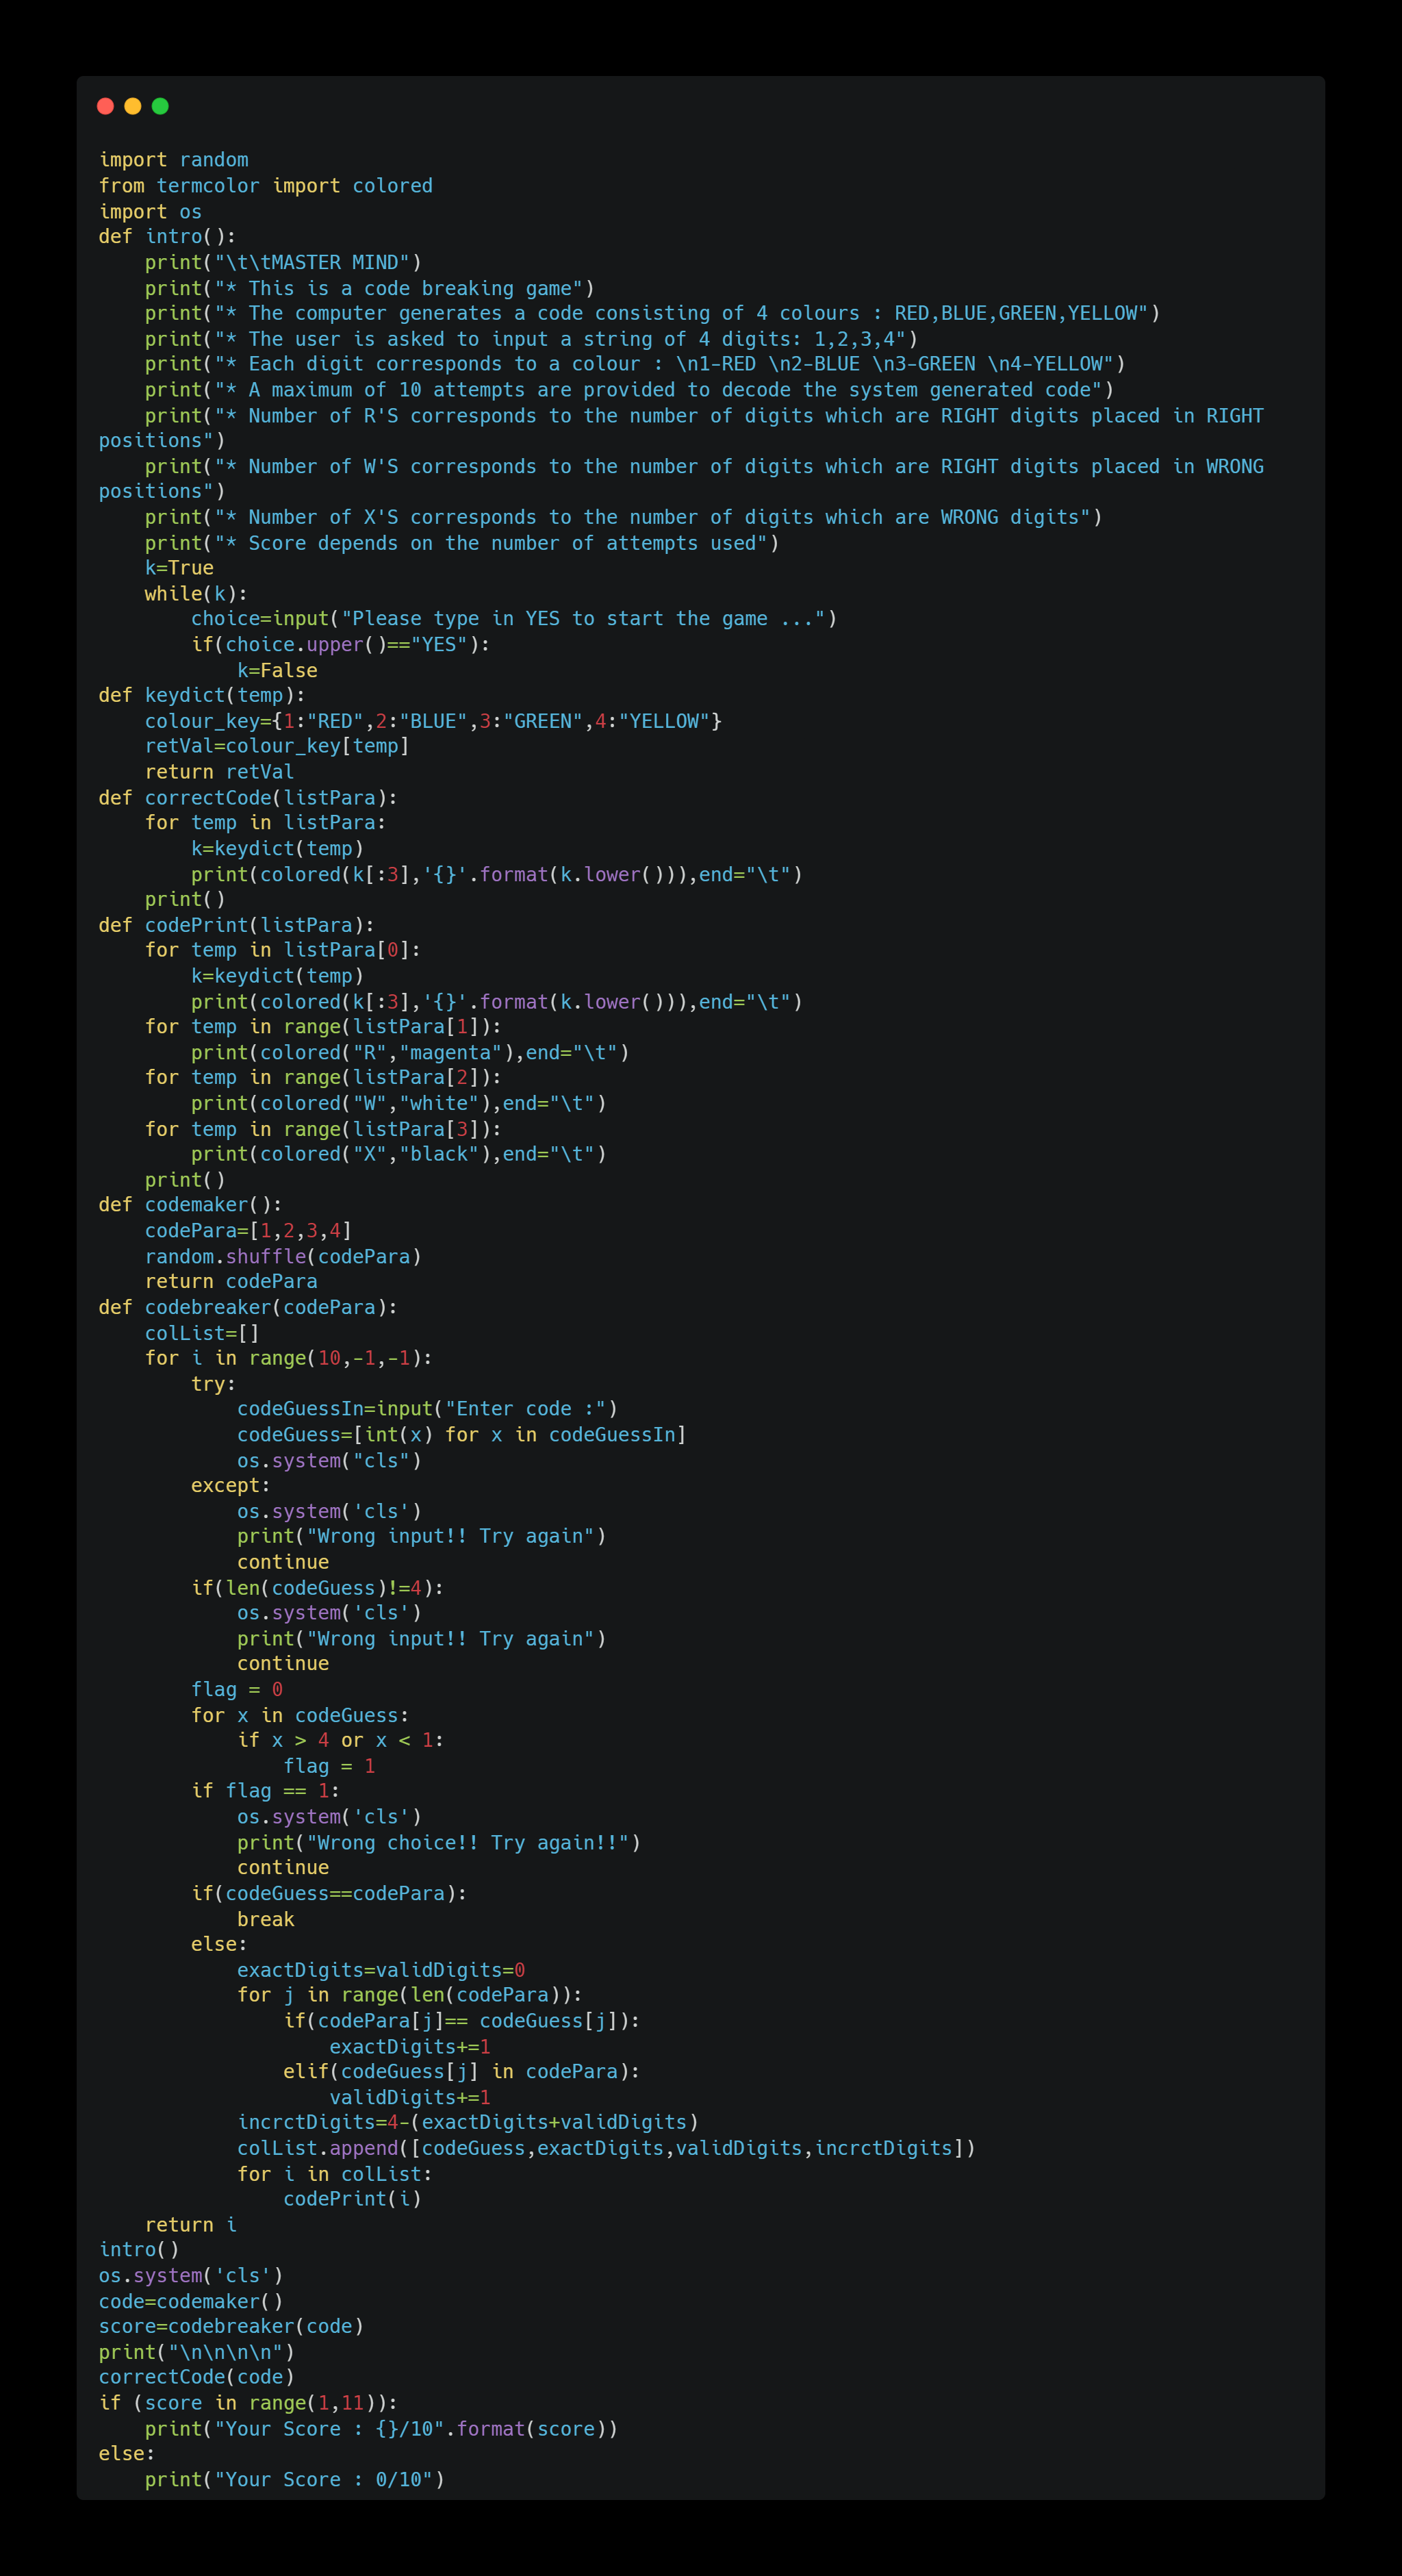 import random
from termcolor import colored
import os
def intro():
    print("\t\tMASTER MIND")
    print("* This is a code breaking game")
    print("* The computer generates a code consisting of 4 colours : RED,BLUE,GREEN,YELLOW")
    print("* The user is asked to input a string of 4 digits: 1,2,3,4")
    print("* Each digit corresponds to a colour : \n1-RED \n2-BLUE \n3-GREEN \n4-YELLOW")
    print("* A maximum of 10 attempts are provided to decode the system generated code")
    print("* Number of R'S corresponds to the number of digits which are RIGHT digits placed in RIGHT
positions")
    print("* Number of W'S corresponds to the number of digits which are RIGHT digits placed in WRONG
positions")
    print("* Number of X'S corresponds to the number of digits which are WRONG digits")
    print("* Score depends on the number of attempts used")
    k=True
    while(k):
        choice=input("Please type in YES to start the game ...")
        if(choice.upper()=="YES"):
            k=False
def keydict(temp):
    colour_key={1:"RED",2:"BLUE",3:"GREEN",4:"YELLOW"}
    retVal=colour_key[temp]
    return retVal
def correctCode(listPara):
    for temp in listPara:
        k=keydict(temp)
        print(colored(k[:3],'{}'.format(k.lower())),end="\t")
    print()
def codePrint(listPara):
    for temp in listPara[0]:
        k=keydict(temp)
        print(colored(k[:3],'{}'.format(k.lower())),end="\t")
    for temp in range(listPara[1]):
        print(colored("R","magenta"),end="\t")
    for temp in range(listPara[2]):
        print(colored("W","white"),end="\t")
    for temp in range(listPara[3]):
        print(colored("X","black"),end="\t")
    print()
def codemaker():
    codePara=[1,2,3,4]
    random.shuffle(codePara)
    return codePara
def codebreaker(codePara):
    colList=[]
    for i in range(10,-1,-1):
        try:
            codeGuessIn=input("Enter code :")
            codeGuess=[int(x) for x in codeGuessIn]
            os.system("cls")
        except:
            os.system('cls')
            print("Wrong input!! Try again")
            continue
        if(len(codeGuess)!=4):
            os.system('cls')
            print("Wrong input!! Try again")
            continue
        flag = 0
        for x in codeGuess:
            if x > 4 or x < 1:
                flag = 1
        if flag == 1:
            os.system('cls')
            print("Wrong choice!! Try again!!")
            continue
        if(codeGuess==codePara):
            break
        else:
            exactDigits=validDigits=0
            for j in range(len(codePara)):
                if(codePara[j]== codeGuess[j]):
                    exactDigits+=1
                elif(codeGuess[j] in codePara):
                    validDigits+=1
            incrctDigits=4-(exactDigits+validDigits)
            colList.append([codeGuess,exactDigits,validDigits,incrctDigits])
            for i in colList:
                codePrint(i)
    return i
intro()
os.system('cls')
code=codemaker()
score=codebreaker(code)
print("\n\n\n\n")
correctCode(code)
if (score in range(1,11)):
    print("Your Score : {}/10".format(score))
else:
    print("Your Score : 0/10")